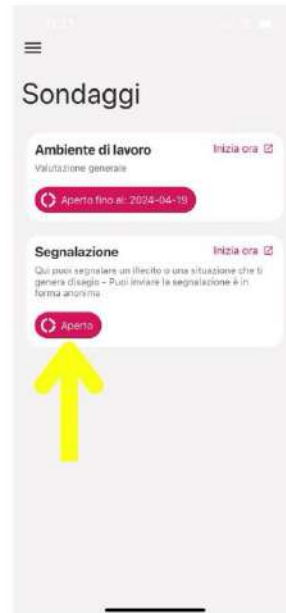 Sondaggi
Ambiente di lavoro
Inizia ora
Valutazione generale
Aperto fino al: 2024-04-19
Segnalazione
Inizia ora
Qui puoi segnalare un illecito o una situazione che ti
genera disagio - Puoi inviare la segnalazione è in
forma anonima
Aperto